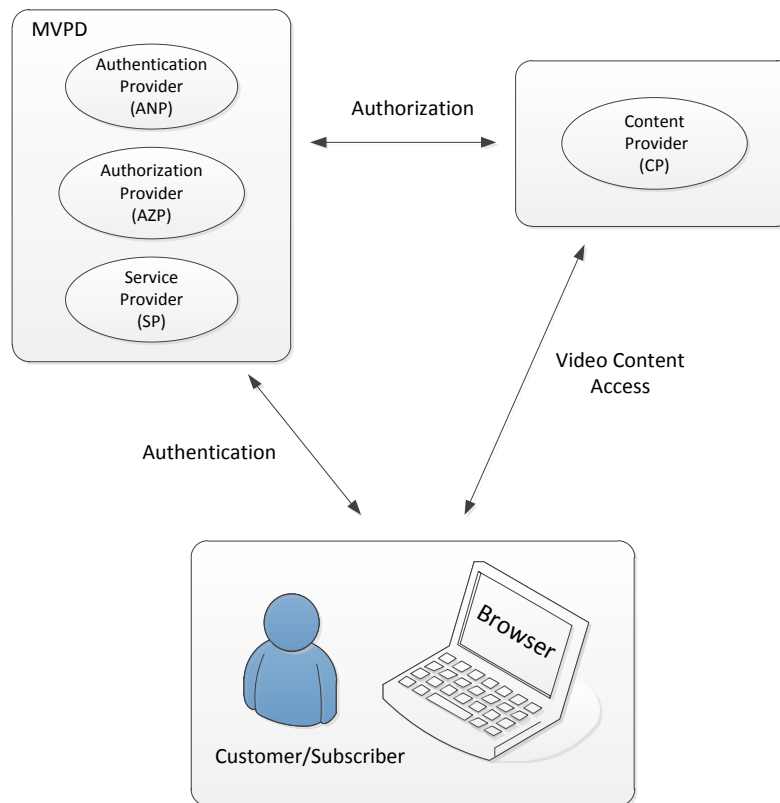 MVPD
Authentication
Provider
(ANP)
Authorization
Provider
(AZP)
Service
Provider
(SP)
Authorization
Content
Provider
(CP)
Video Content
Access
Authentication
Browser
Customer/Subscriber